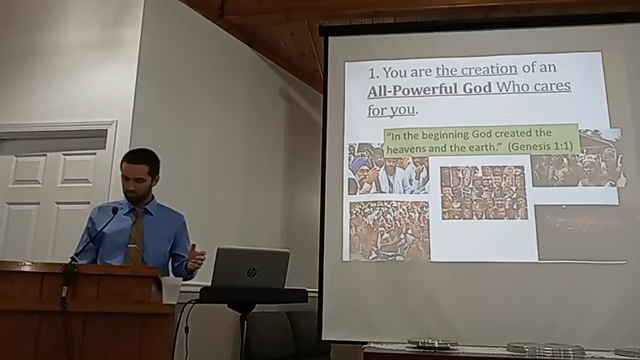 1. You are the creation of an
All-Powerful God Who cares
for you.
“In the beginning God created the
heavens and the earth.” (Genesis 1:1)
hp